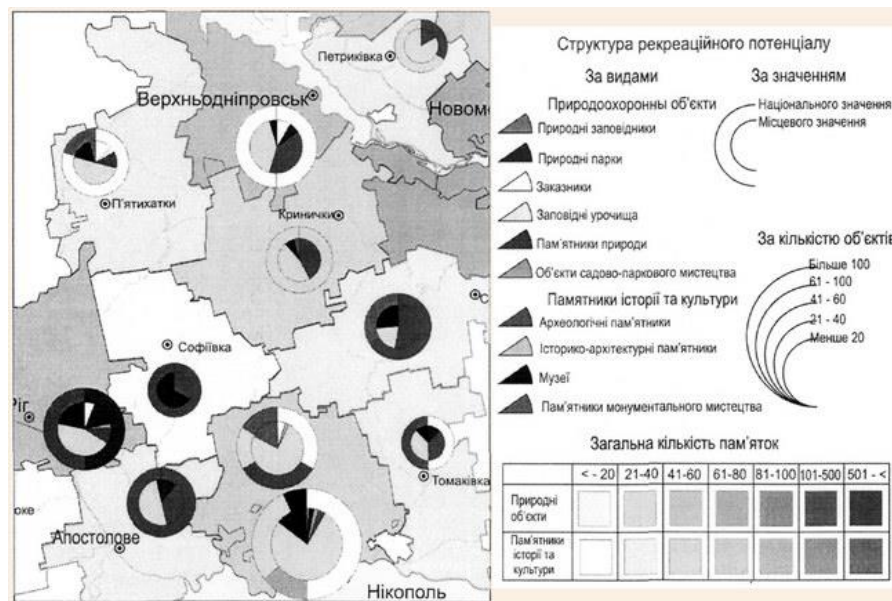 Петриківка
Верхньодніпровськ
Новом
П'ятихатки
Кринички
С
Софіївка
Ріг
Томаківка
оке
Апостолове
Нікополь
Структура рекреаційного потенціалу
За видами
Природоохоронны об'єкти
Природні заповідники
Природні парки
Заказники
Заповідні урочища
Пам'ятники природи
Об'єкти садово-паркового мистецтва
Памятники історії та культури
Археологічні пам'ятники
Історико-архітектурні пам'ятники
Музеї
Пам'ятники монументального мистецтва
За значенням
Національного значення
Місцевого значення
За кількістю об'єктів
Більше 100
61 - 100
41 - 60
21 - 40
Менше 20
Загальна кількість пам'яток
< - 20 21-40 41-60 61-80 81-100 101-500 501 - <
Природні
об'єкти
Пам'ятники
історії та
культури